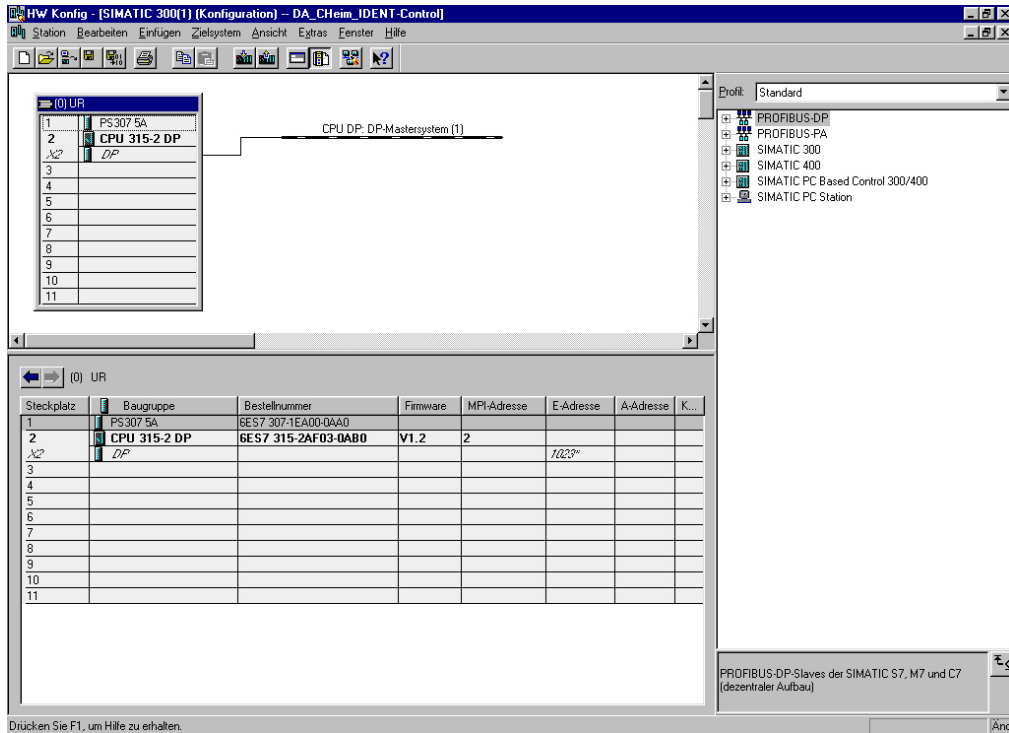 HW Konfig - [SIMATIC 300(1) (Konfiguration) -- DA_CHeim_IDENT-Control]
Station Bearbeiten Einfügen Zielsystem Ansicht Extras Fenster Hilfe
(0) UR
1 PS307 5A
2 CPU 315-2 DP
X2 DP
3
4
5
6
7
8
9
10
11
CPU DP: DP-Mastersystem (1)
Profil: Standard
PROFIBUS-DP
PROFIBUS-PA
SIMATIC 300
SIMATIC 400
SIMATIC PC Based Control 300/400
SIMATIC PC Station
(0) UR
Steckplatz Baugruppe Bestellnummer Firmware MPI-Adresse E-Adresse A-Adresse K...
1 PS307 5A 6ES7 307-1EA00-0AA0
2 CPU 315-2 DP 6ES7 315-2AF03-0AB0 V1.2 2
X2 DP 1023*
3
4
5
6
7
8
9
10
11
PROFIBUS-DP-Slaves der SIMATIC S7, M7 und C7
(dezentraler Aufbau)
Drücken Sie F1, um Hilfe zu erhalten.
Änd